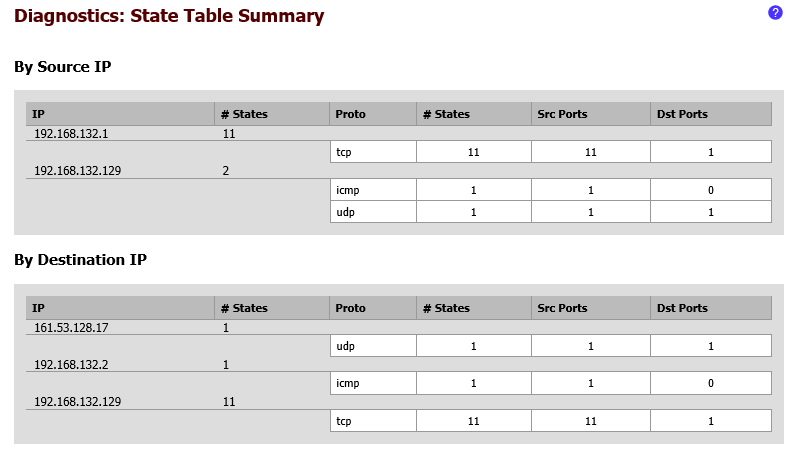 Diagnostics: State Table Summary ?
By Source IP
IP # States Proto # States Src Ports Dst Ports
192.168.132.1 11
tcp 11 11 1
192.168.132.129 2
icmp 1 1 0
udp 1 1 1
By Destination IP
IP # States Proto # States Src Ports Dst Ports
161.53.128.17 1
udp 1 1 1
192.168.132.2 1
icmp 1 1 0
192.168.132.129 11
tcp 11 11 1